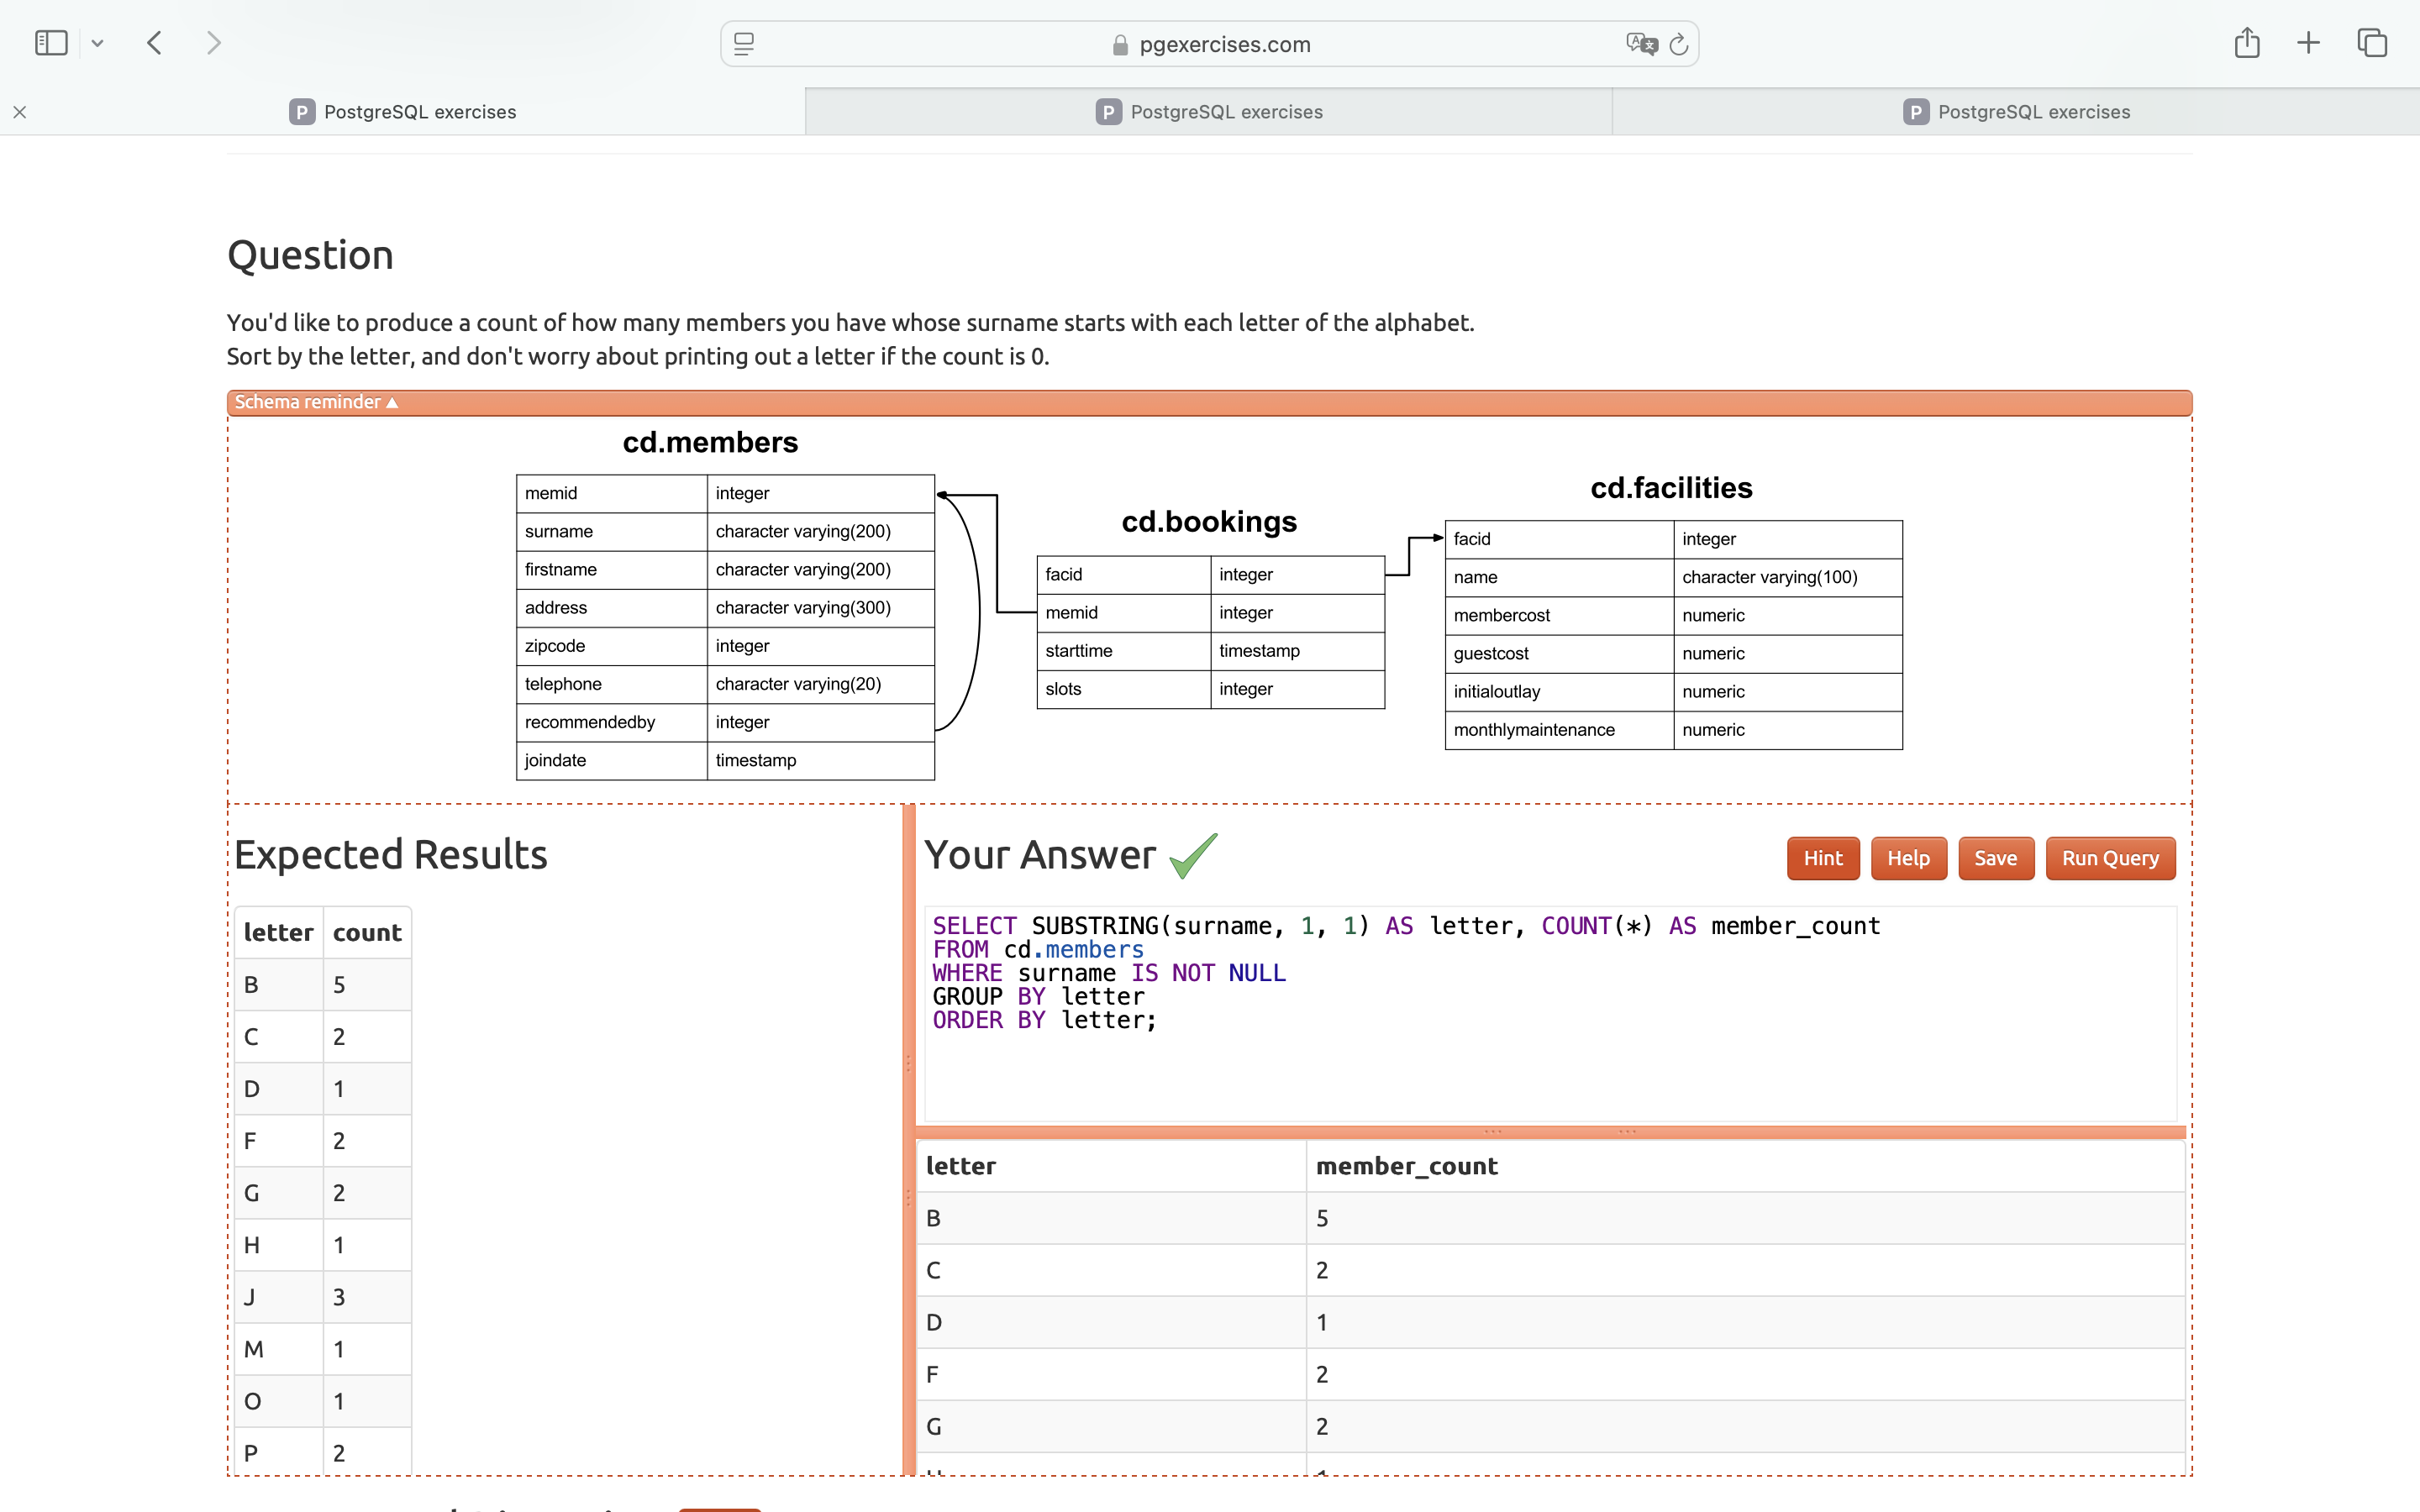 pgexercises.com
PostgreSQL exercises
PostgreSQL exercises
PostgreSQL exercises
Question
You'd like to produce a count of how many members you have whose surname starts with each letter of the alphabet.
Sort by the letter, and don't worry about printing out a letter if the count is 0.
Schema reminder ▲
cd.members
memid integer
surname character varying(200)
firstname character varying(200)
address character varying(300)
zipcode integer
telephone character varying(20)
recommendedby integer
joindate timestamp
cd.bookings
facid integer
memid integer
starttime timestamp
slots integer
cd.facilities
facid integer
name character varying(100)
membercost numeric
guestcost numeric
initialoutlay numeric
monthlymaintenance numeric
Expected Results
letter count
B 5
C 2
D 1
F 2
G 2
H 1
J 3
M 1
O 1
P 2
Your Answer
Hint Help Save Run Query
SELECT SUBSTRING(surname, 1, 1) AS letter, COUNT(*) AS member_count
FROM cd.members
WHERE surname IS NOT NULL
GROUP BY letter
ORDER BY letter;
letter member_count
B 5
C 2
D 1
F 2
G 2